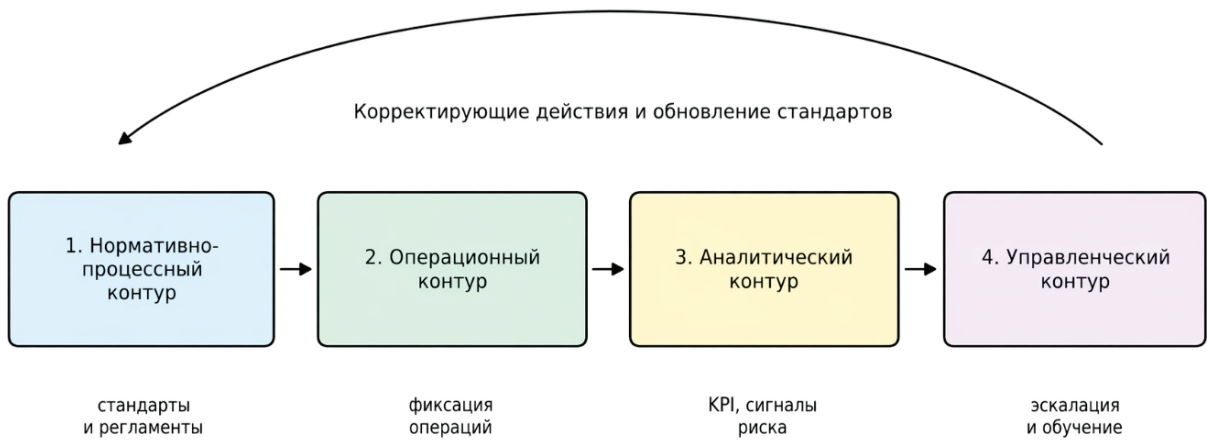 Корректирующие действия и обновление стандартов
1. Нормативно-
процессный
контур
2. Операционный
контур
3. Аналитический
контур
4. Управленческий
контур
стандарты
и регламенты
фиксация
операций
KPI, сигналы
риска
эскалация
и обучение